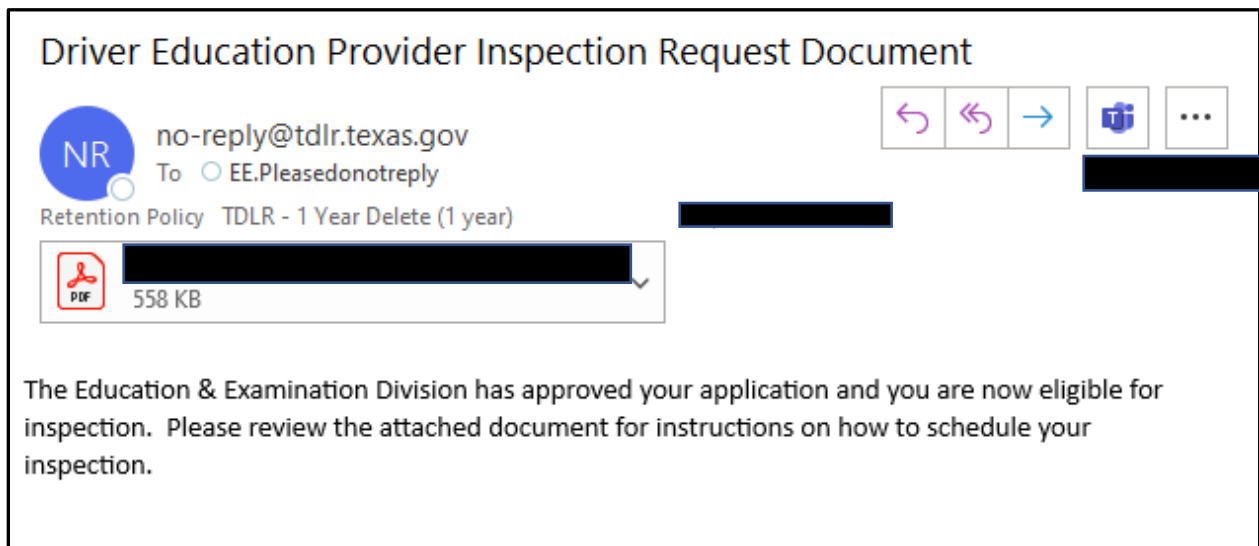 Driver Education Provider Inspection Request Document
NR
no-reply@tdlr.texas.gov
To EE.Pleasedonotreply
Retention Policy TDLR - 1 Year Delete (1 year)
PDF
558 KB
The Education & Examination Division has approved your application and you are now eligible for
inspection.  Please review the attached document for instructions on how to schedule your
inspection.